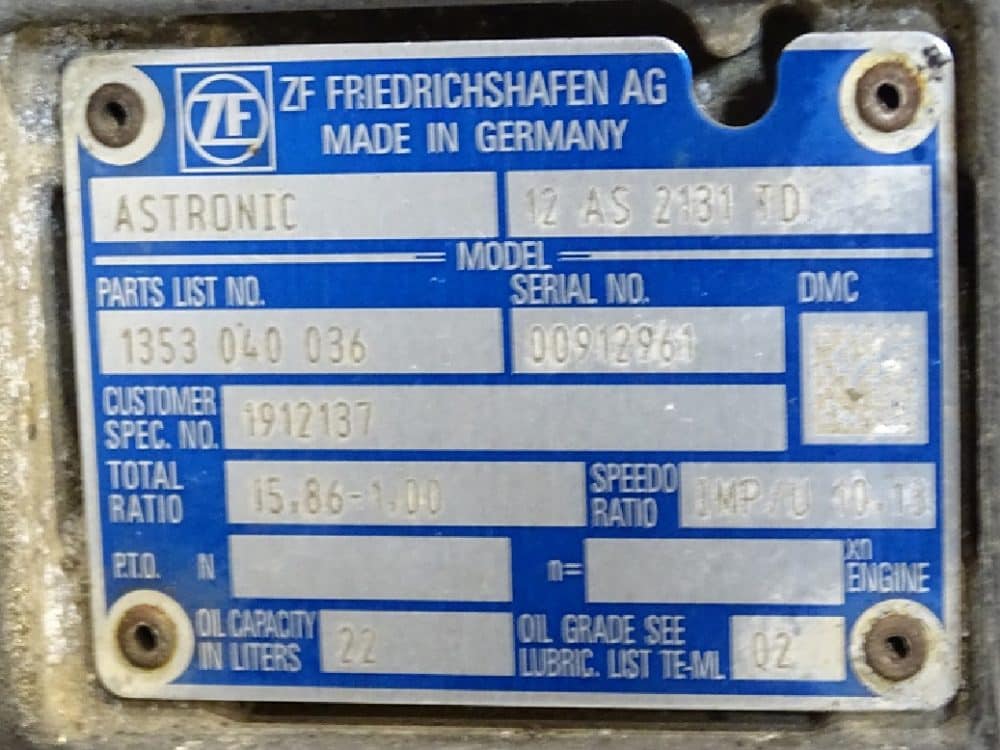 ZF
ZF FRIEDRICHSHAFEN AG
MADE IN GERMANY
ASTRONIC
12 AS 2131 TD
MODEL
PARTS LIST NO.
SERIAL NO.
DMC
1353 040 036
00912961
CUSTOMER
SPEC. NO.
1912137
TOTAL
RATIO
15.86-1.00
SPEEDO
RATIO
IMP/U 10.13
P.T.O. N
n=
xn
ENGINE
OIL CAPACITY
IN LITERS
22
OIL GRADE SEE
LUBRIC. LIST TE-ML
02